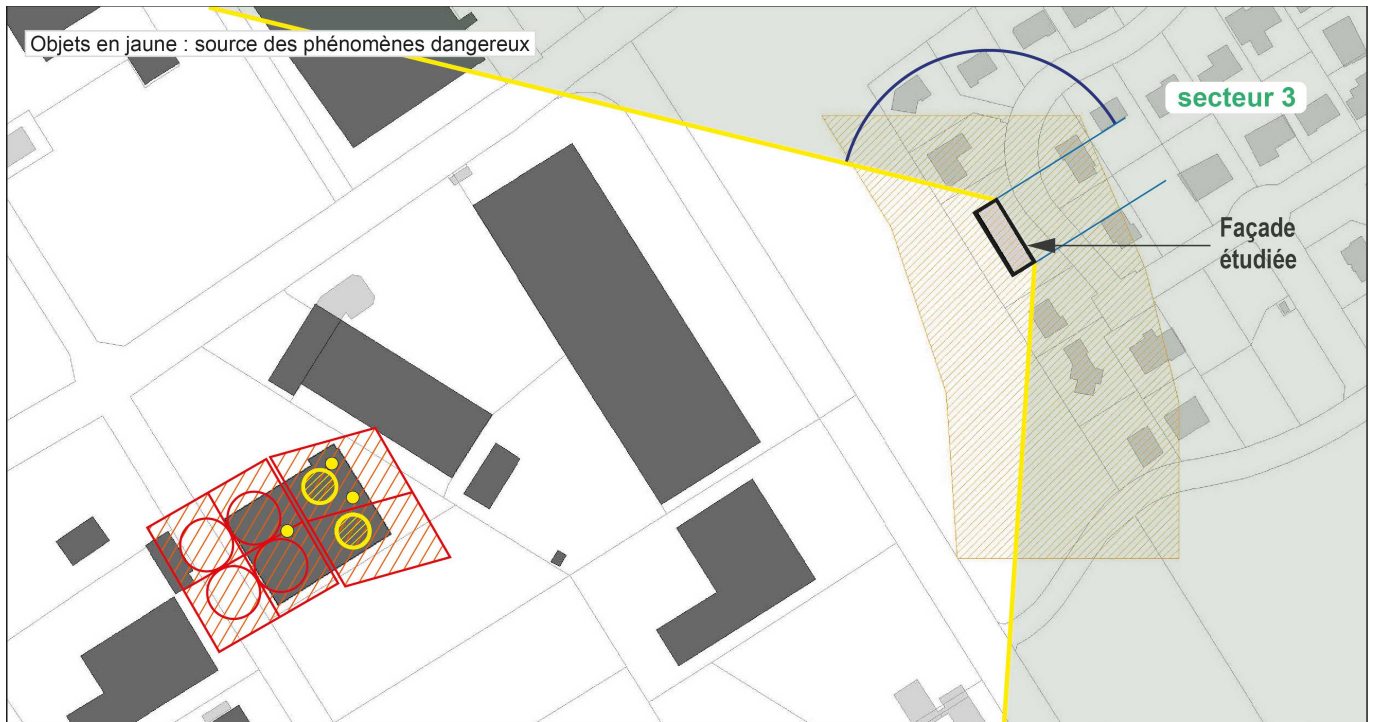 Objets en jaune : source des phénomènes dangereux
secteur 3
Façade
étudiée